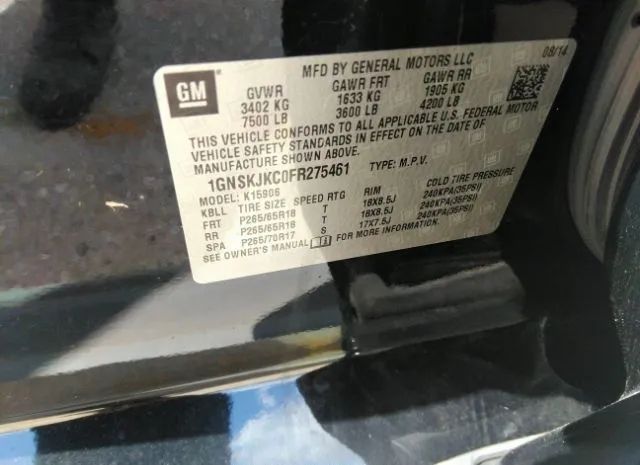 GM
MFD BY GENERAL MOTORS LLC
08/14
GVWR GAWR FRT GAWR RR
3402 KG 1633 KG 1905 KG
7500 LB 3600 LB 4200 LB
THIS VEHICLE CONFORMS TO ALL APPLICABLE U.S. FEDERAL MOTOR
VEHICLE SAFETY STANDARDS IN EFFECT ON THE DATE OF
MANUFACTURE SHOWN ABOVE.
1GNSKJKC0FR275461 TYPE: M.P.V.
MODEL: K15906
KBLL TIRE SIZE SPEED RTG RIM COLD TIRE PRESSURE
FRT P265/65R18 T 18X8.5J 240KPA(35PSI)
RR P265/65R18 T 18X8.5J 240KPA(35PSI)
SPA P265/70R17 S 17X7.5J 240KPA(35PSI)
SEE OWNER'S MANUAL FOR MORE INFORMATION.